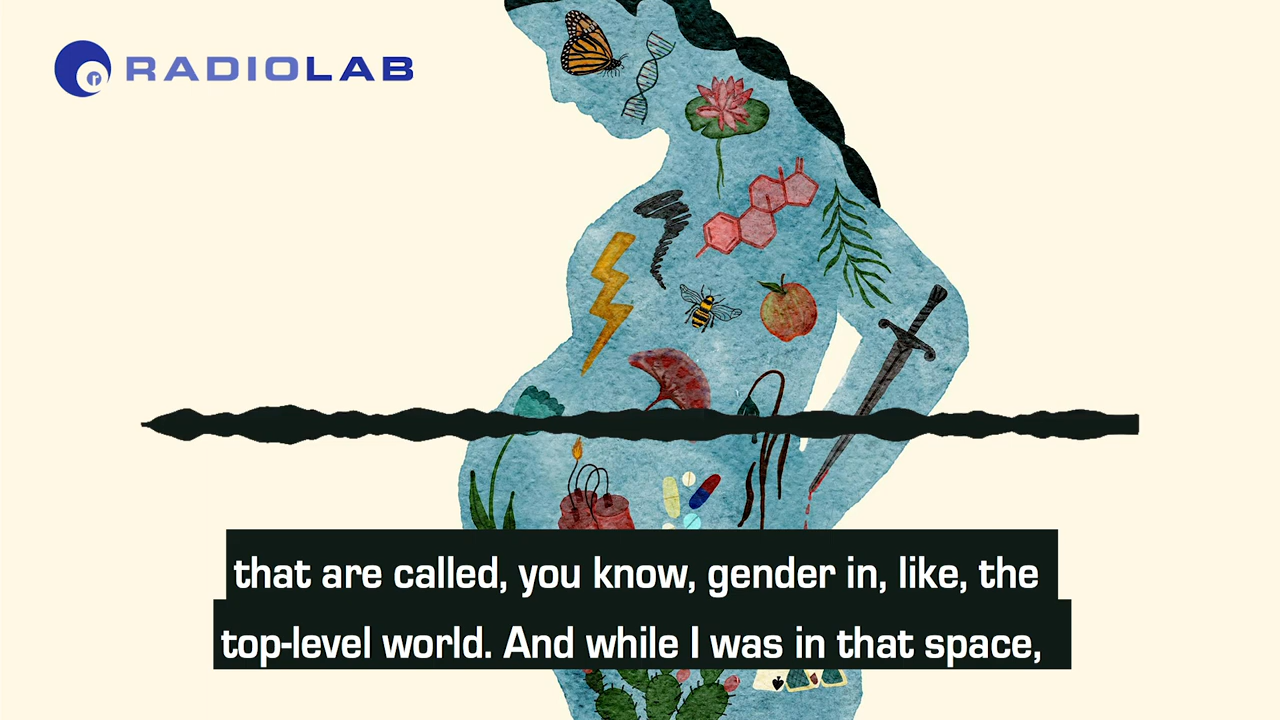 RADIOLAB
that are called, you know, gender in, like, the
top-level world. And while I was in that space,